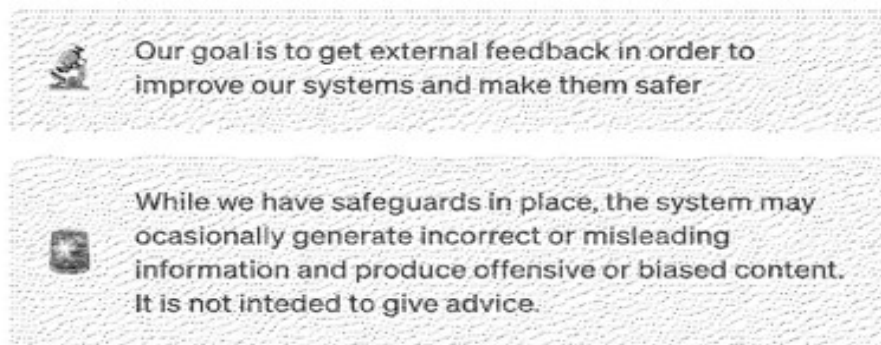 Our goal is to get external feedback in order to
improve our systems and make them safer
While we have safeguards in place, the system may
ocasionally generate incorrect or misleading
information and produce offensive or biased content.
It is not inteded to give advice.